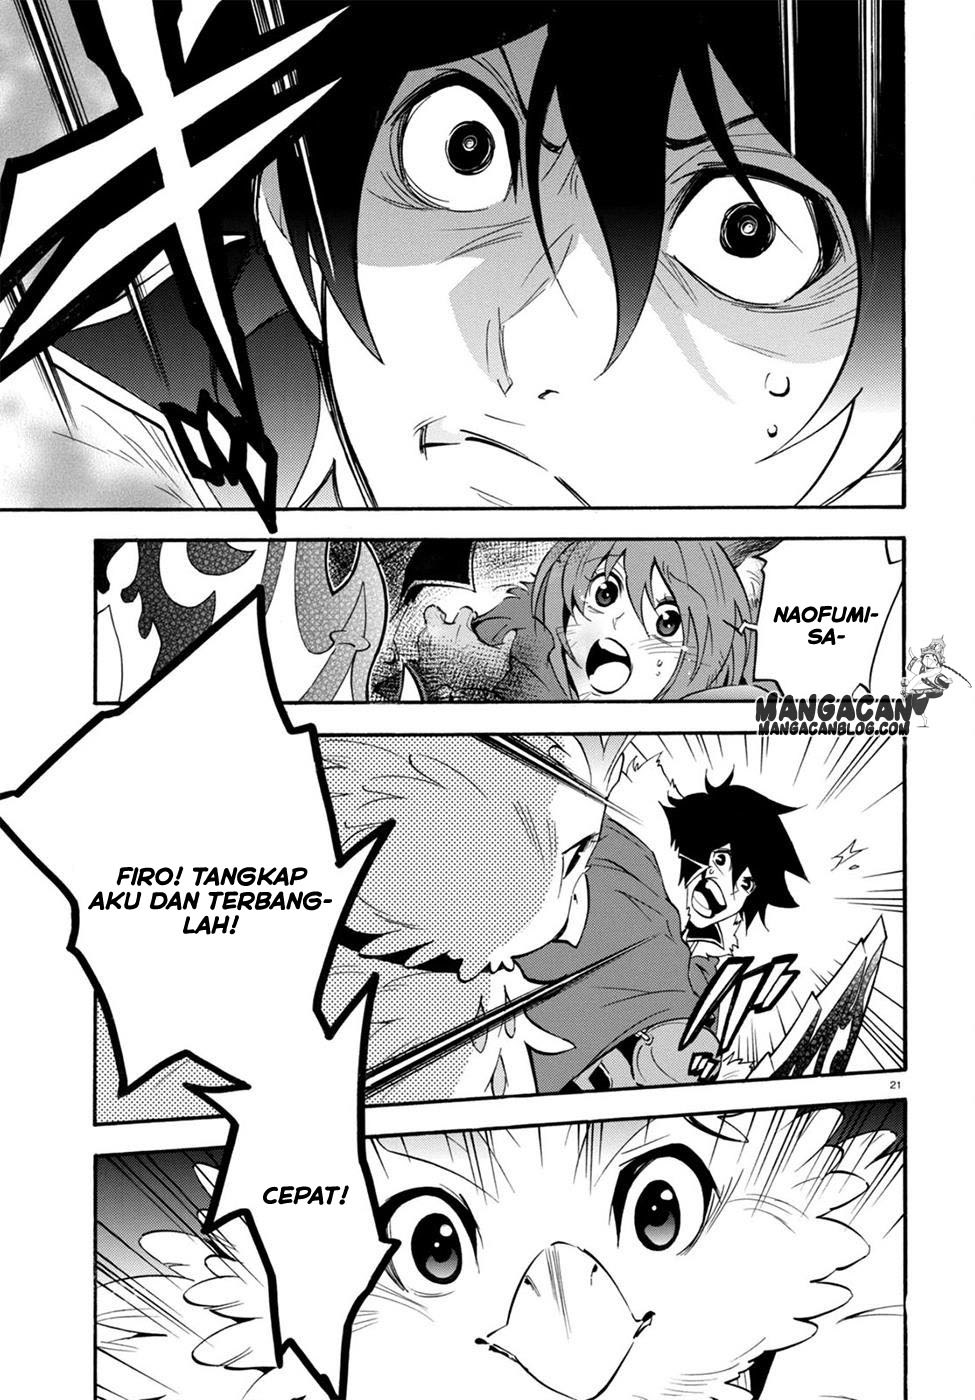 NAOFUMI-
SA-
MANGACAN
MANGACANBLOG.COM
FIRO! TANGKAP
AKU DAN TERBANG-
LAH!
21
CEPAT!